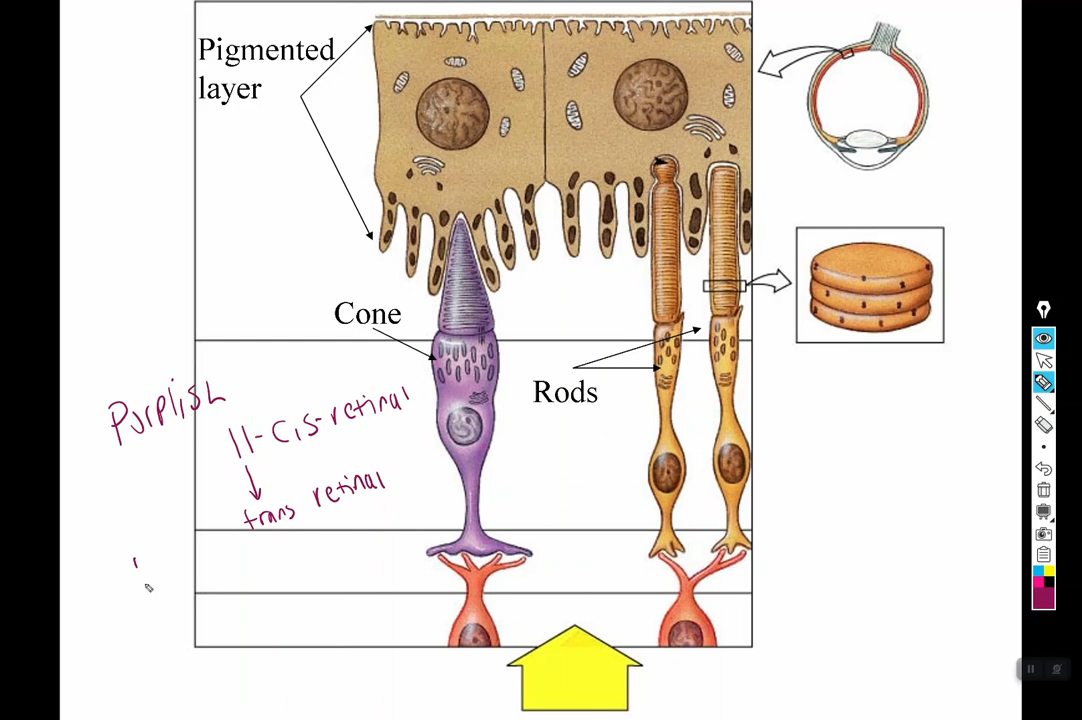 Pigmented
layer
Cone
Rods
Purplish
11-Cis-retinal
trans retinal